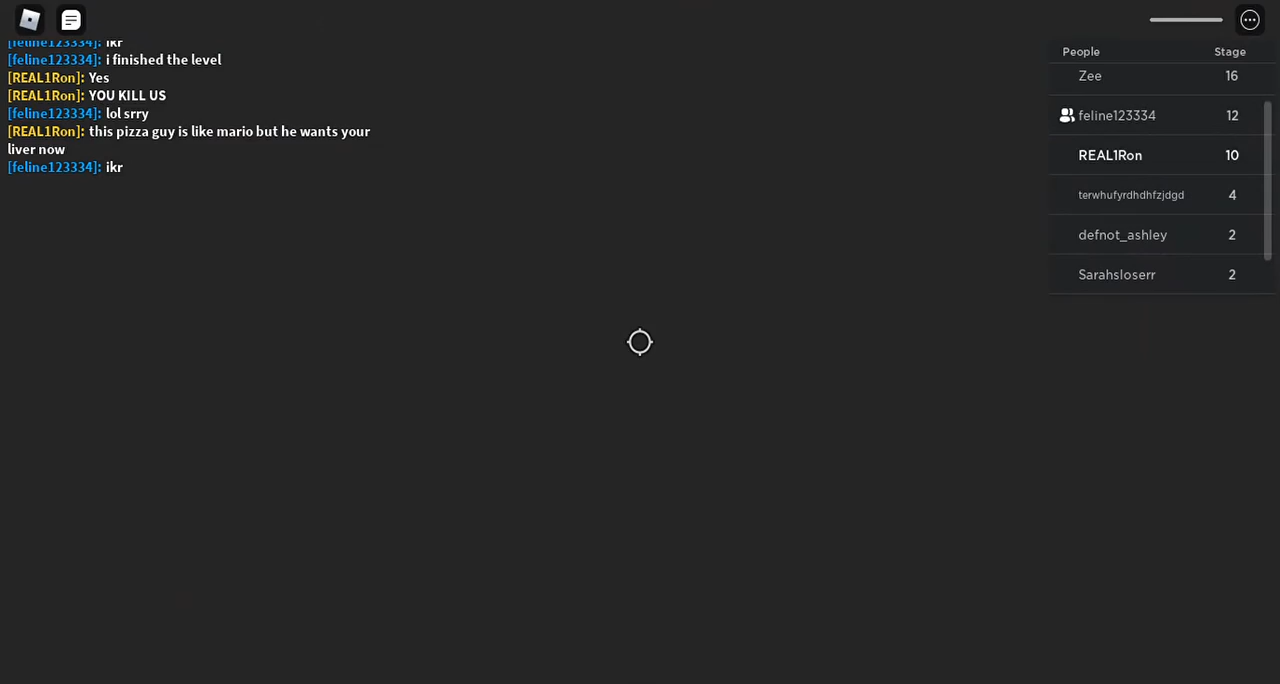 [feline123334]: ikr
[feline123334]: i finished the level
[REAL1Ron]: Yes
[REAL1Ron]: YOU KILL US
[feline123334]: lol srry
[REAL1Ron]: this pizza guy is like mario but he wants your
liver now
[feline123334]: ikr
People Stage
Zee 16
feline123334 12
REAL1Ron 10
terwhufyrdhdhfzjdgd 4
defnot_ashley 2
Sarahsloserr 2